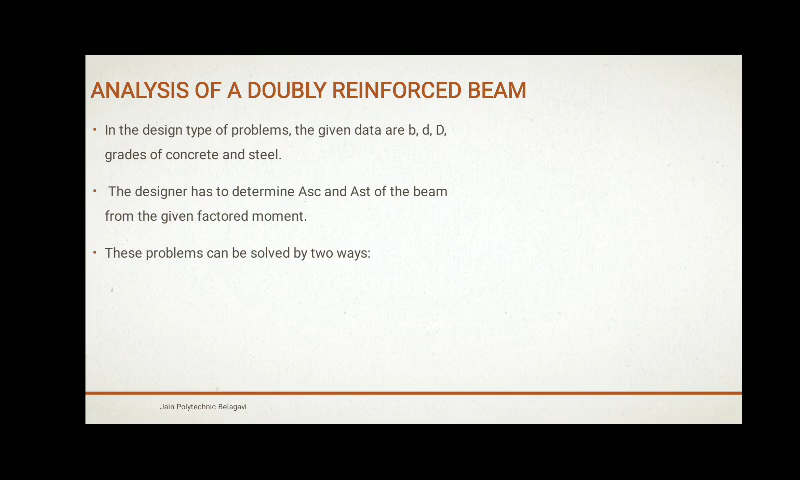 ANALYSIS OF A DOUBLY REINFORCED BEAM
• In the design type of problems, the given data are b, d, D,
grades of concrete and steel.
• The designer has to determine Asc and Ast of the beam
from the given factored moment.
• These problems can be solved by two ways:
Jain Polytechnic Belagavi